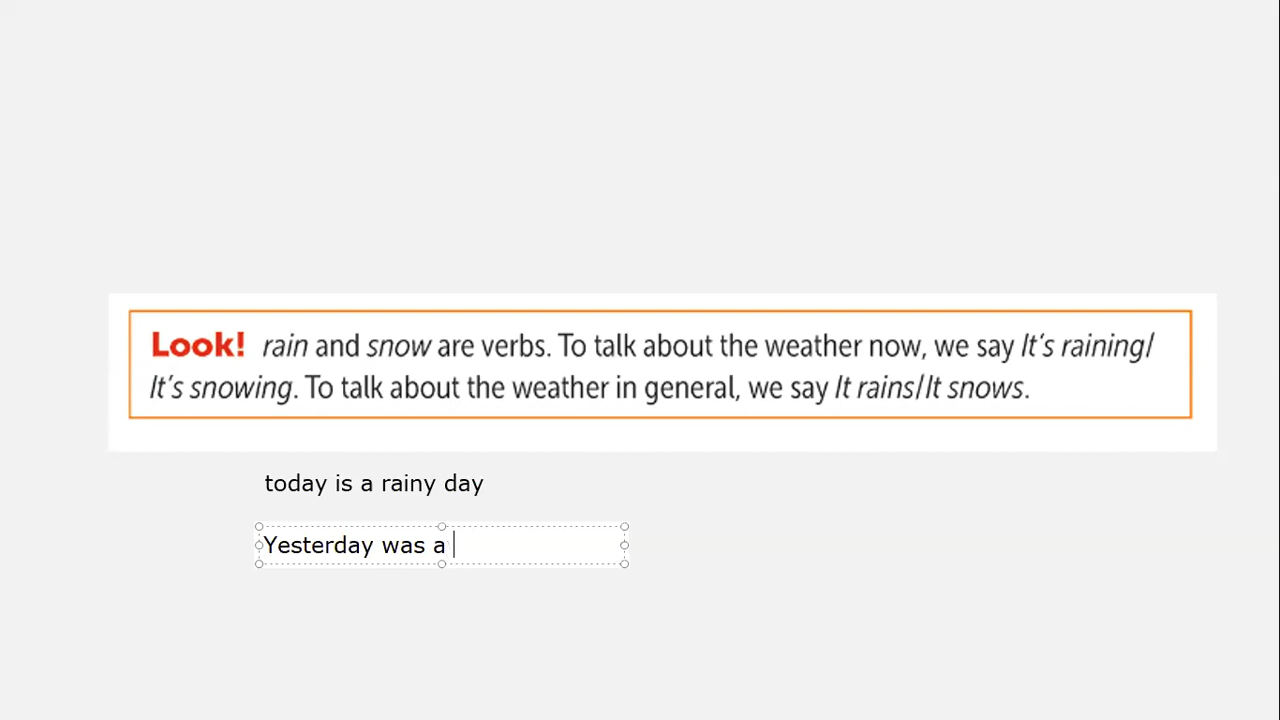 Look! rain and snow are verbs. To talk about the weather now, we say It's raining/
It's snowing. To talk about the weather in general, we say It rains/It snows.
today is a rainy day
Yesterday was a